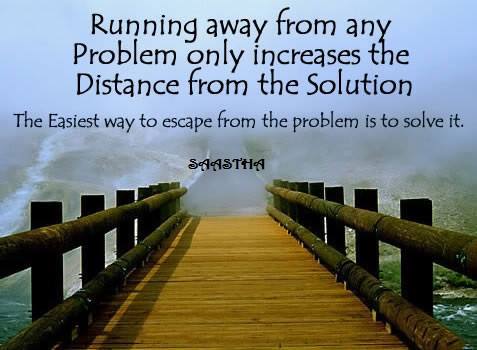 Running away from any
Problem only increases the
Distance from the Solution
The Easiest way to escape from the problem is to solve it.
SAASTHA